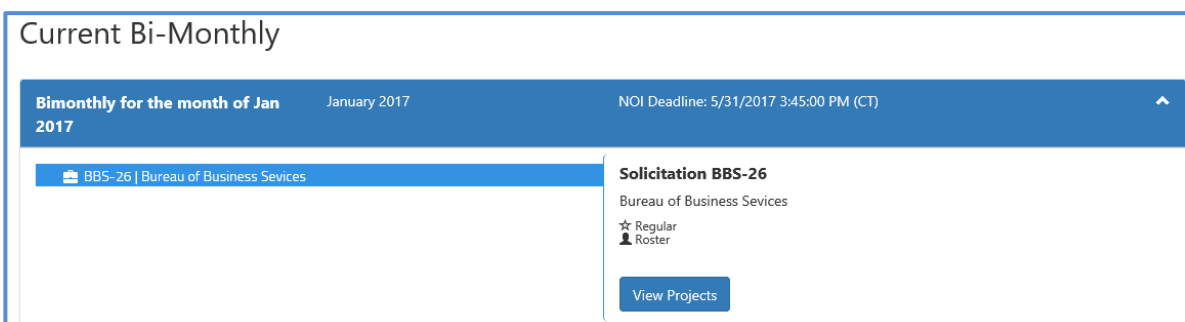 Current Bi-Monthly
Bimonthly for the month of Jan
2017
January 2017
NOI Deadline: 5/31/2017 3:45:00 PM (CT)
BBS-26 | Bureau of Business Sevices
Solicitation BBS-26
Bureau of Business Sevices
Regular
Roster
View Projects